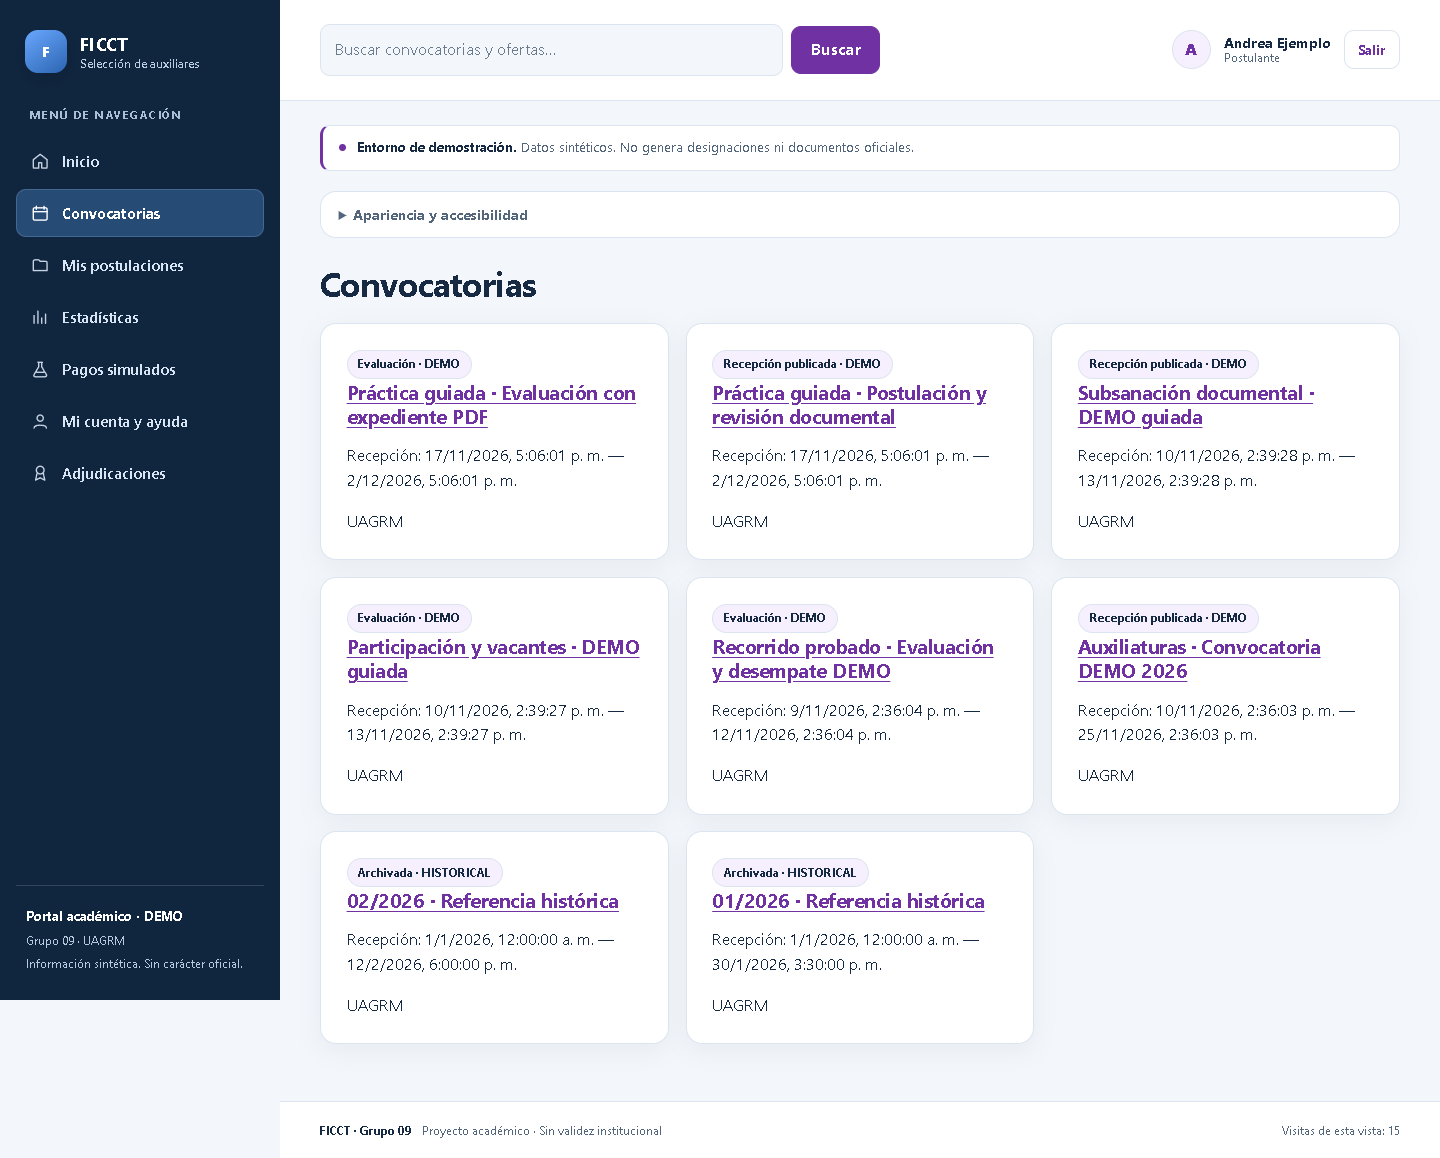 F
FICCT
Selección de auxiliares
MENÚ DE NAVEGACIÓN
Inicio
Convocatorias
Mis postulaciones
Estadísticas
Pagos simulados
Mi cuenta y ayuda
Adjudicaciones
Portal académico · DEMO
Grupo 09 · UAGRM
Información sintética. Sin carácter oficial.
Buscar convocatorias y ofertas...
Buscar
A
Andrea Ejemplo
Postulante
Salir
Entorno de demostración. Datos sintéticos. No genera designaciones ni documentos oficiales.
Apariencia y accesibilidad
Convocatorias
Evaluación · DEMO
Práctica guiada · Evaluación con
expediente PDF
Recepción: 17/11/2026, 5:06:01 p. m. —
2/12/2026, 5:06:01 p. m.
UAGRM
Recepción publicada · DEMO
Práctica guiada · Postulación y
revisión documental
Recepción: 17/11/2026, 5:06:01 p. m. —
2/12/2026, 5:06:01 p. m.
UAGRM
Recepción publicada · DEMO
Subsanación documental ·
DEMO guiada
Recepción: 10/11/2026, 2:39:28 p. m. —
13/11/2026, 2:39:28 p. m.
UAGRM
Evaluación · DEMO
Participación y vacantes · DEMO
guiada
Recepción: 10/11/2026, 2:39:27 p. m. —
13/11/2026, 2:39:27 p. m.
UAGRM
Evaluación · DEMO
Recorrido probado · Evaluación
y desempate DEMO
Recepción: 9/11/2026, 2:36:04 p. m. —
12/11/2026, 2:36:04 p. m.
UAGRM
Recepción publicada · DEMO
Auxiliaturas · Convocatoria
DEMO 2026
Recepción: 10/11/2026, 2:36:03 p. m. —
25/11/2026, 2:36:03 p. m.
UAGRM
Archivada · HISTORICAL
02/2026 · Referencia histórica
Recepción: 1/1/2026, 12:00:00 a. m. —
12/2/2026, 6:00:00 p. m.
UAGRM
Archivada · HISTORICAL
01/2026 · Referencia histórica
Recepción: 1/1/2026, 12:00:00 a. m. —
30/1/2026, 3:30:00 p. m.
UAGRM
FICCT · Grupo 09 Proyecto académico · Sin validez institucional
Visitas de esta vista: 15